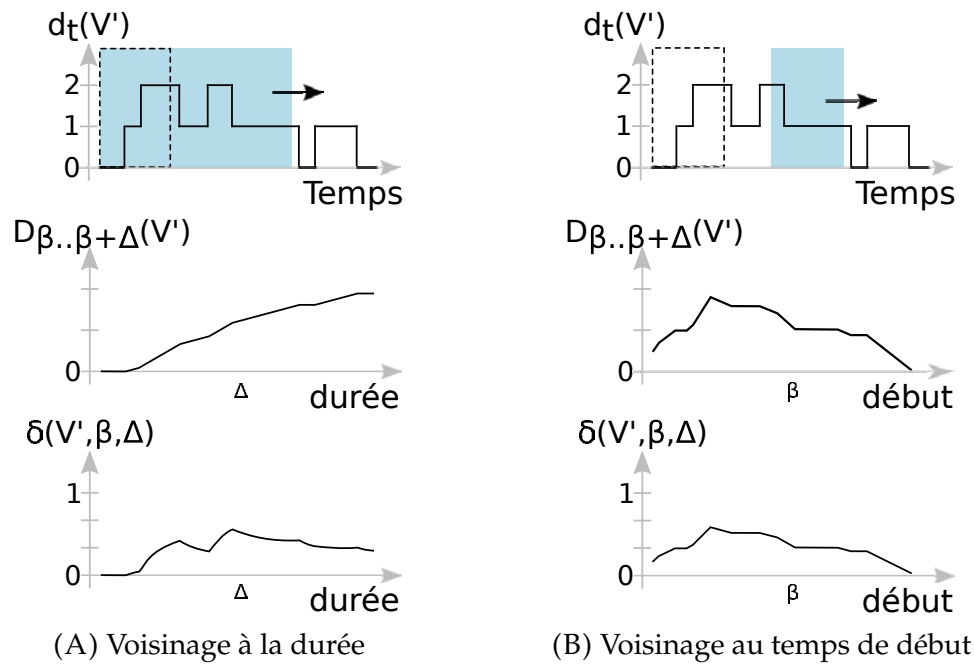 dt(V')
2
1
0
Temps
Dβ..β+Δ(V')
0
Δ
durée
δ(V',β,Δ)
1
0
Δ
durée
(A) Voisinage à la durée
dt(V')
2
1
0
Temps
Dβ..β+Δ(V')
0
β
début
δ(V',β,Δ)
1
0
β
début
(B) Voisinage au temps de début